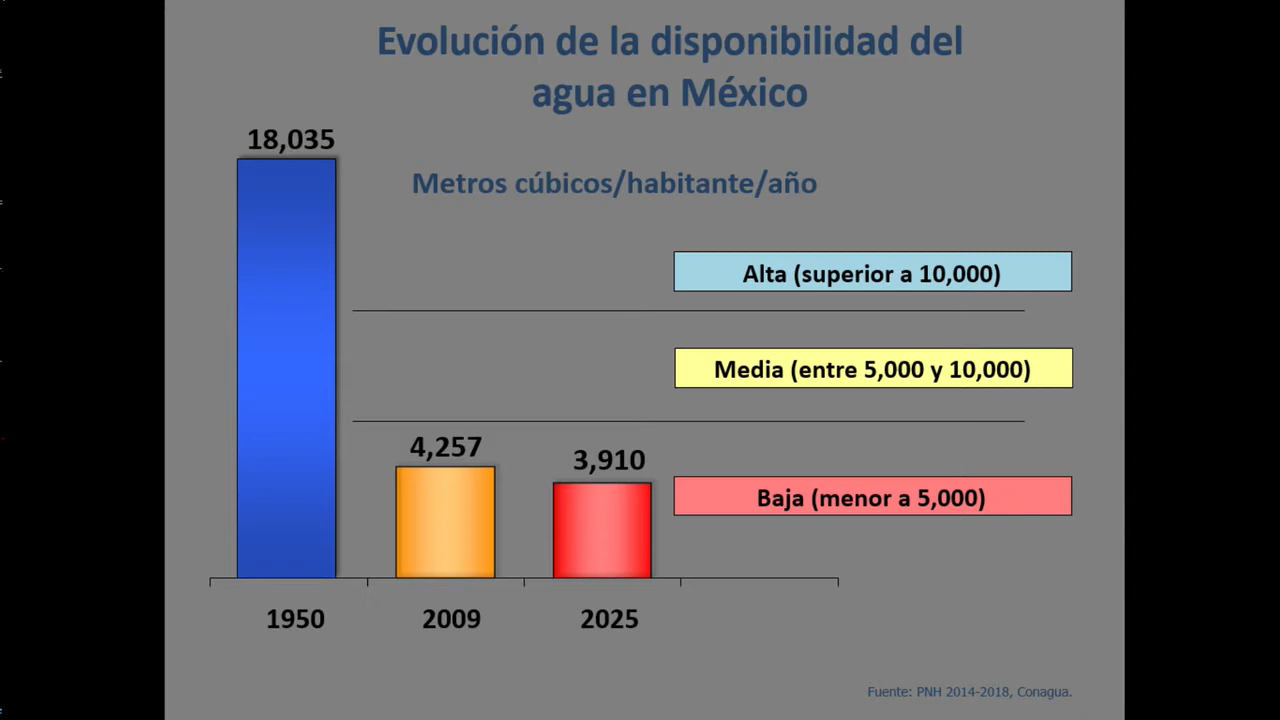 Evolución de la disponibilidad del
agua en México
18,035
Metros cúbicos/habitante/año
Alta (superior a 10,000)
Media (entre 5,000 y 10,000)
4,257
3,910
Baja (menor a 5,000)
1950
2009
2025
Fuente: PNH 2014-2018, Conagua.